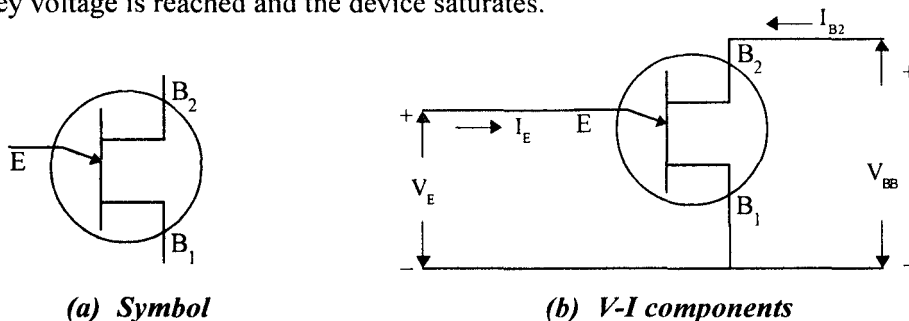 ey voltage is reached and the device saturates.
I_B2
B_2
B_2
+
+
I_E
E
E
V_E
V_BB
B_1
B_1
–
–
(a) Symbol
(b) V-I components